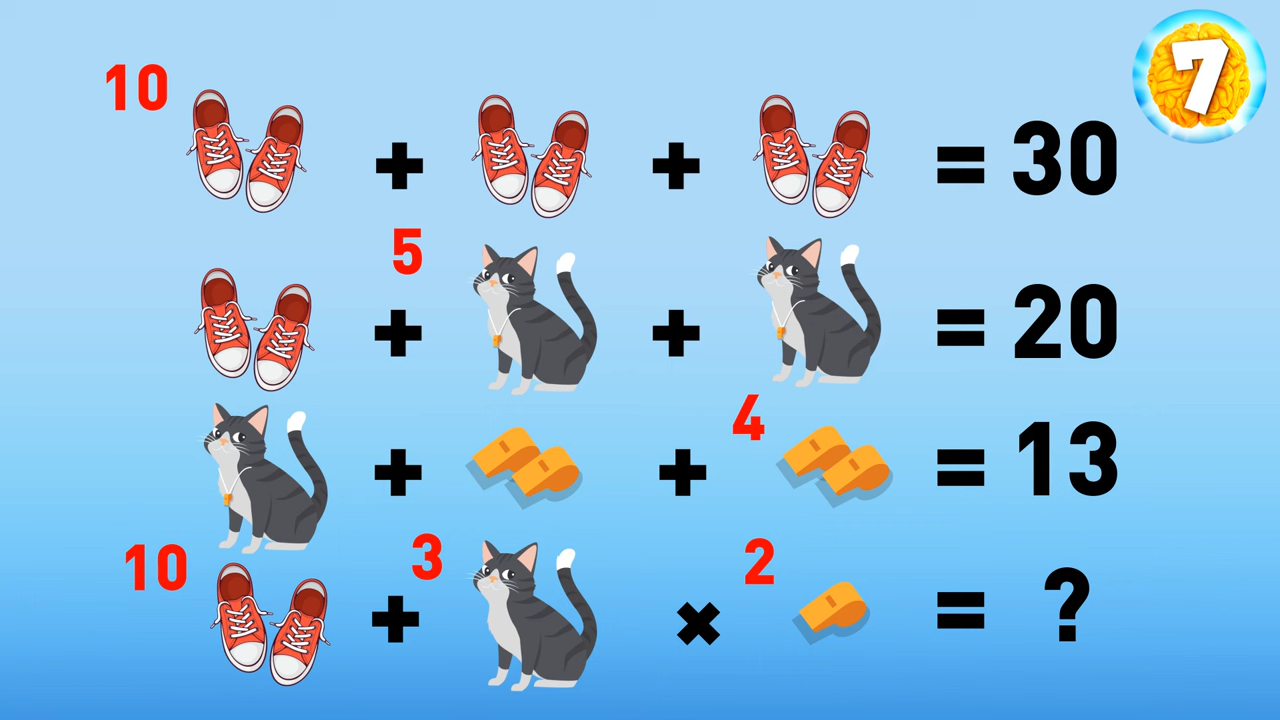 7
10
+ + = 30
5
+ + = 20
4
+ + = 13
10 3 2
+ × = ?